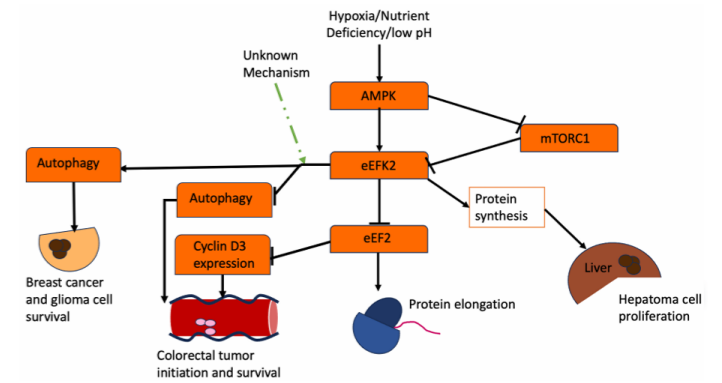 Hypoxia/Nutrient
Deficiency/low pH
Unknown
Mechanism
AMPK
mTORC1
Autophagy
eEFK2
Autophagy
Protein
synthesis
eEF2
Cyclin D3
expression
Liver
Breast cancer
and glioma cell
survival
Protein elongation
Hepatoma cell
proliferation
Colorectal tumor
initiation and survival